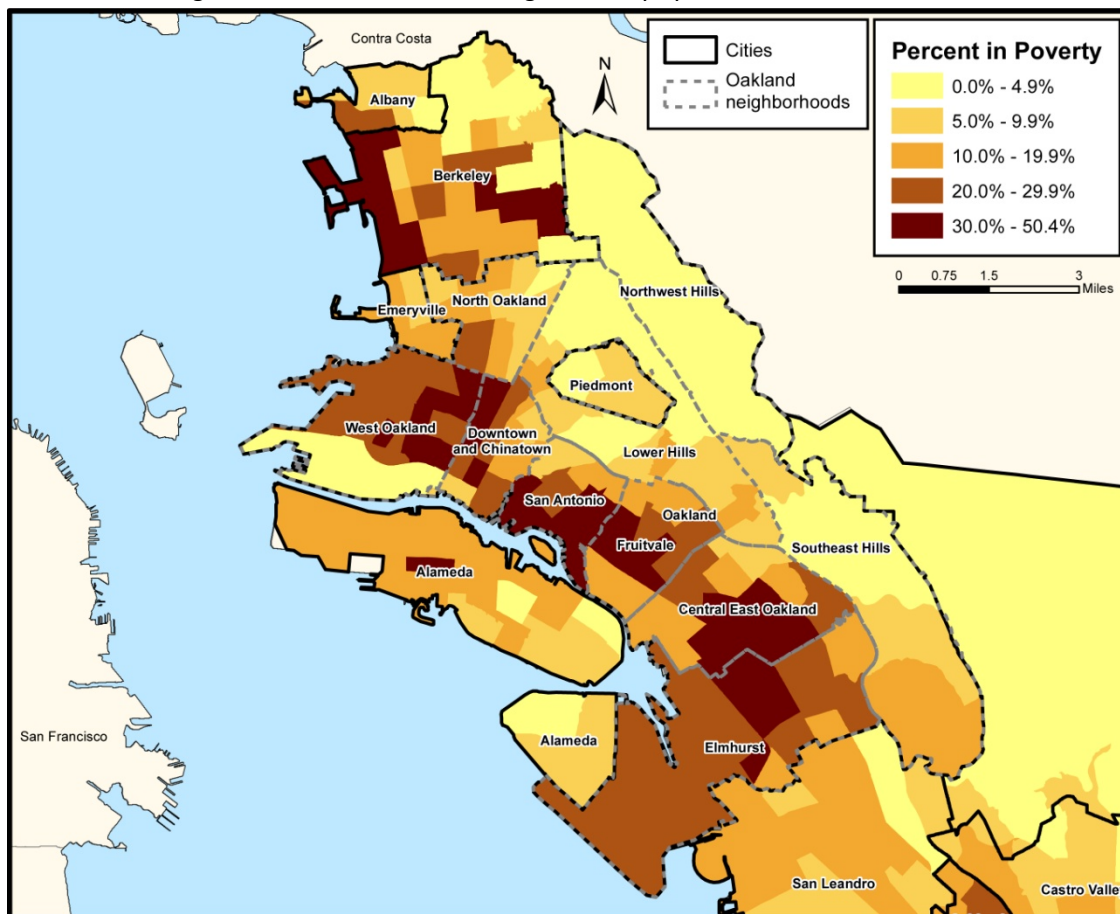 Contra Costa
N
Cities
Oakland
neighborhoods
Percent in Poverty
0.0% - 4.9%
5.0% - 9.9%
10.0% - 19.9%
20.0% - 29.9%
30.0% - 50.4%
0 0.75 1.5 3
Miles
Albany
Berkeley
North Oakland
Northwest Hills
Emeryville
Piedmont
West Oakland
Downtown
and Chinatown
Lower Hills
San Antonio
Oakland
Fruitvale
Southeast Hills
Alameda
Central East Oakland
San Francisco
Alameda
Elmhurst
San Leandro
Castro Valle